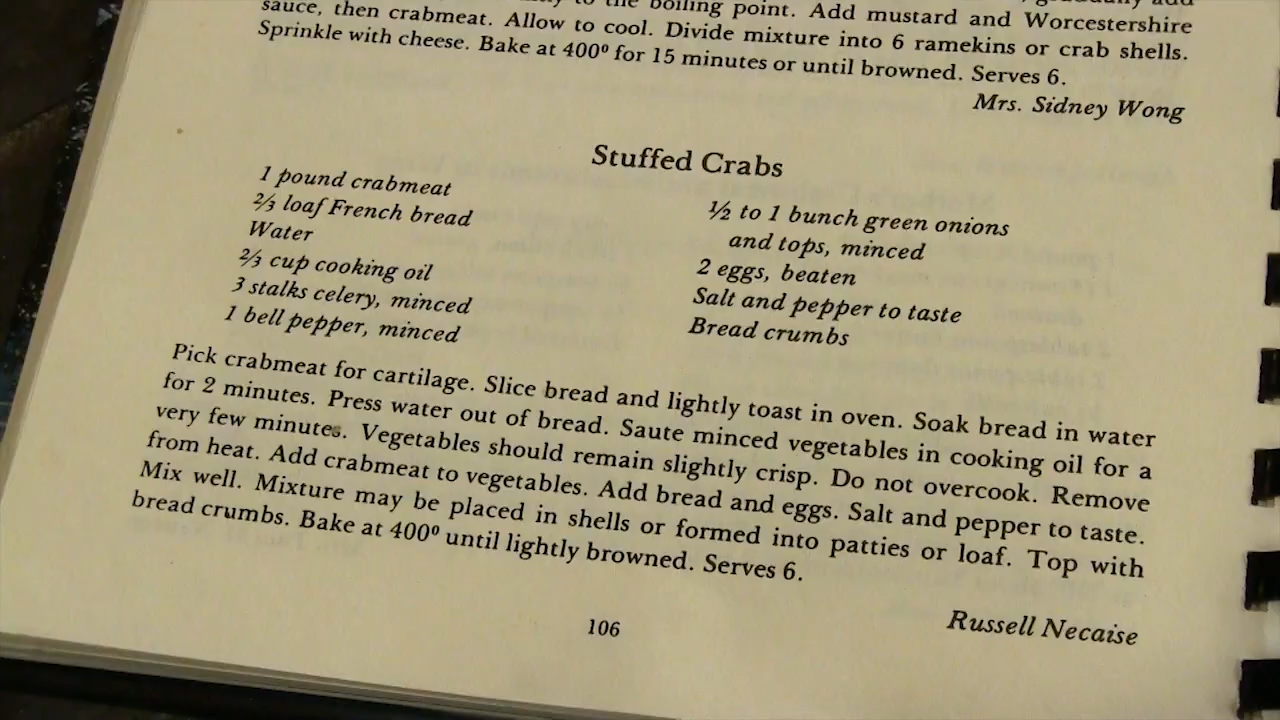 to the boiling point. Add mustard and Worcestershire
sauce, then crabmeat. Allow to cool. Divide mixture into 6 ramekins or crab shells.
Sprinkle with cheese. Bake at 400º for 15 minutes or until browned. Serves 6.
Mrs. Sidney Wong
Stuffed Crabs
1 pound crabmeat
⅔ loaf French bread
Water
⅔ cup cooking oil
3 stalks celery, minced
1 bell pepper, minced
½ to 1 bunch green onions
and tops, minced
2 eggs, beaten
Salt and pepper to taste
Bread crumbs
Pick crabmeat for cartilage. Slice bread and lightly toast in oven. Soak bread in water
for 2 minutes. Press water out of bread. Saute minced vegetables in cooking oil for a
very few minutes. Vegetables should remain slightly crisp. Do not overcook. Remove
from heat. Add crabmeat to vegetables. Add bread and eggs. Salt and pepper to taste.
Mix well. Mixture may be placed in shells or formed into patties or loaf. Top with
bread crumbs. Bake at 400º until lightly browned. Serves 6.
Russell Necaise
106